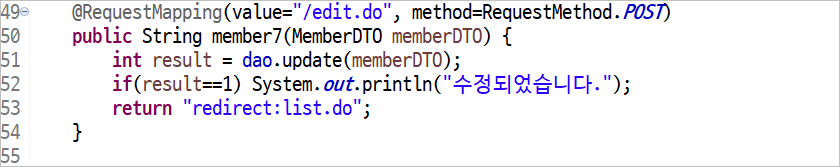 49 @RequestMapping(value="/edit.do", method=RequestMethod.POST)
50 public String member7(MemberDTO memberDTO) {
51 int result = dao.update(memberDTO);
52 if(result==1) System.out.println("수정되었습니다.");
53 return "redirect:list.do";
54 }
55